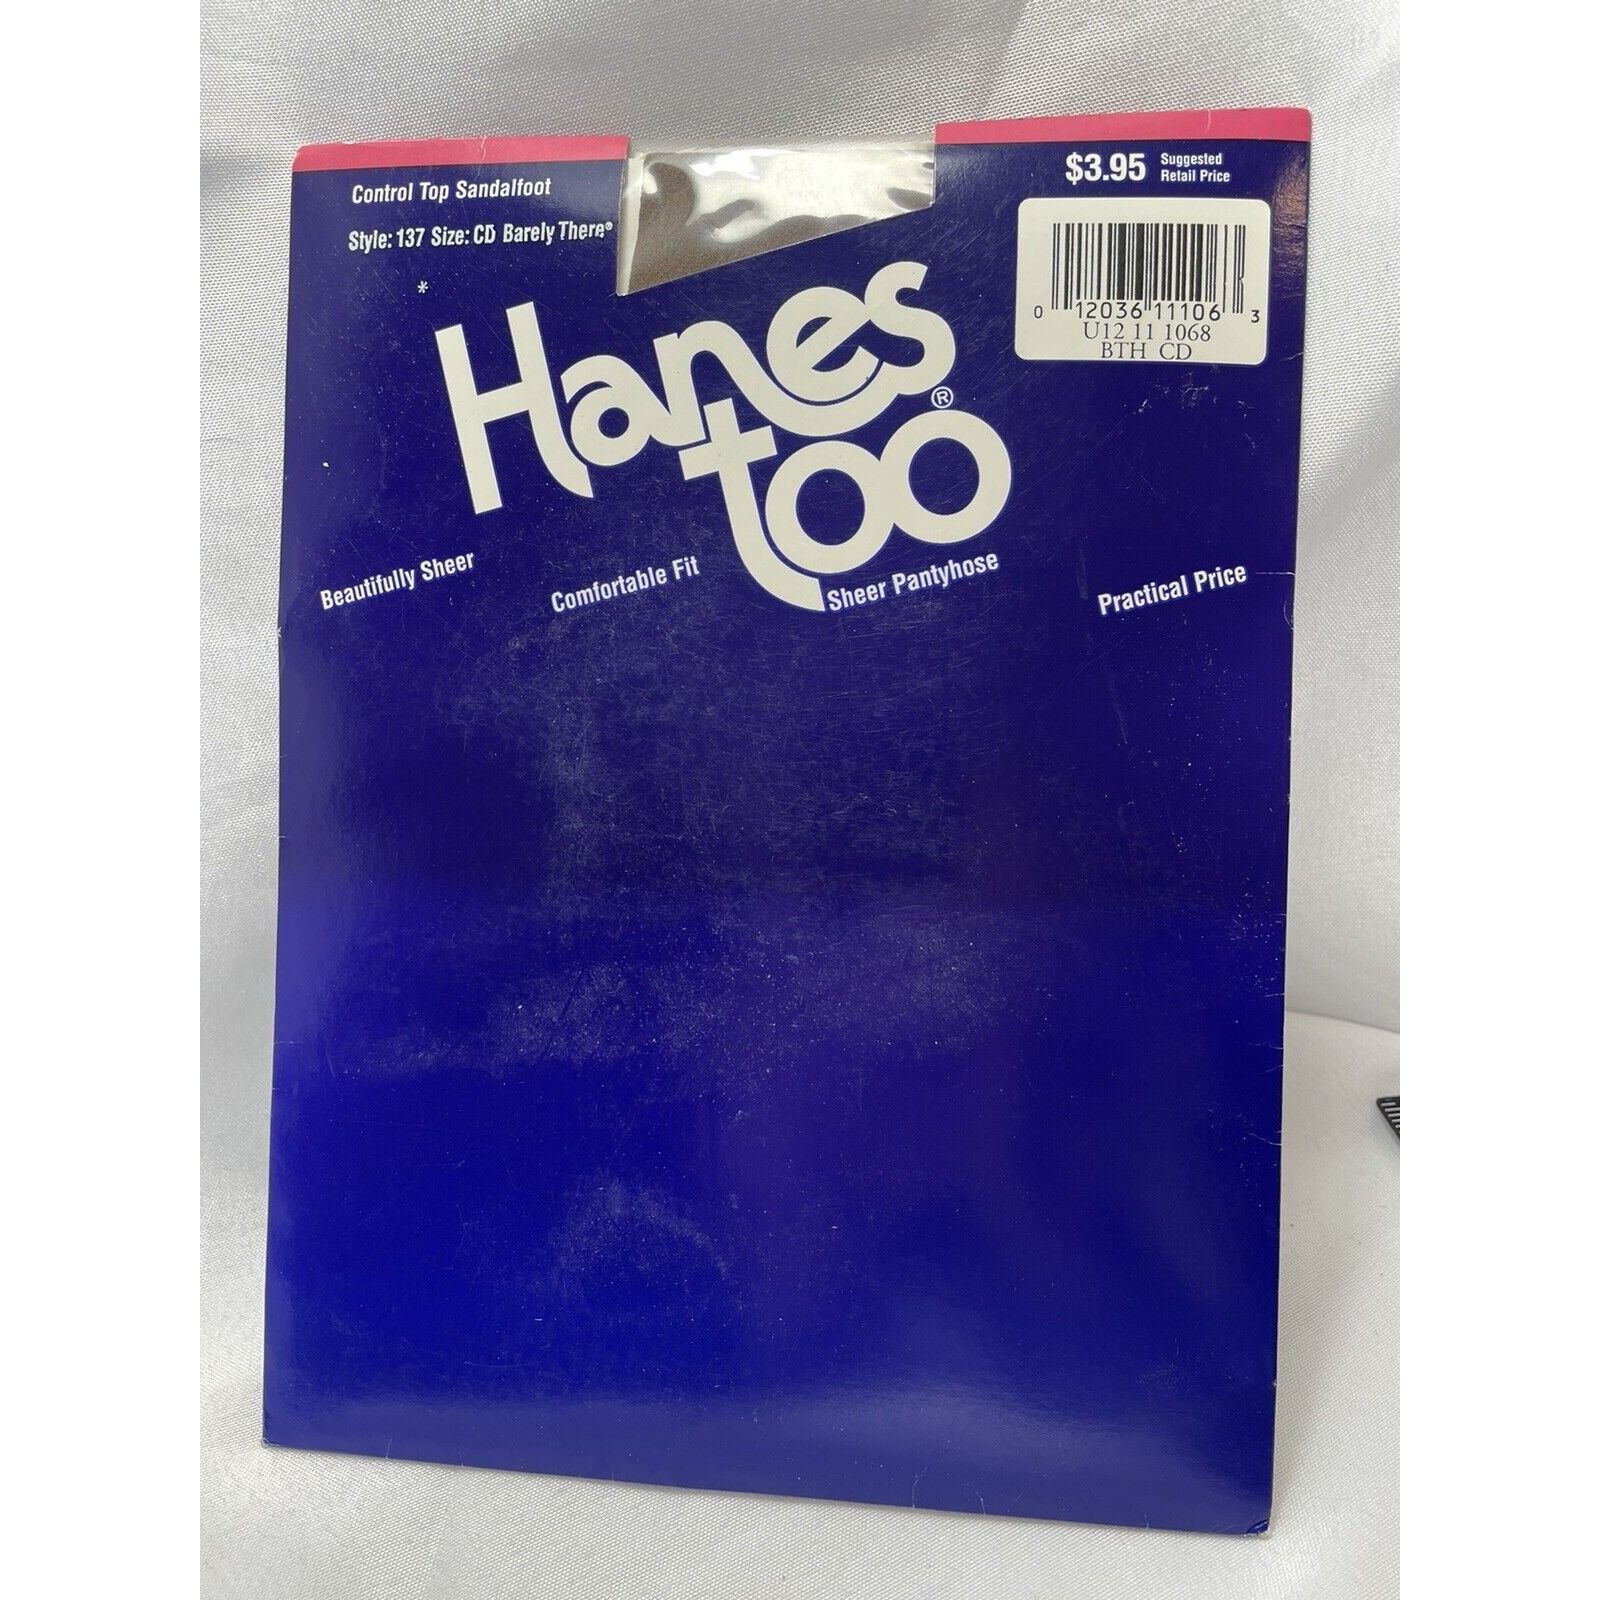 Control Top Sandalfoot
Style: 137 Size: CD Barely There®
*
$3.95 Suggested
Retail Price
0 12036 11106 3
U12 11 1068
BTH CD
Hanes
too®
Beautifully Sheer
Comfortable Fit
Sheer Pantyhose
Practical Price